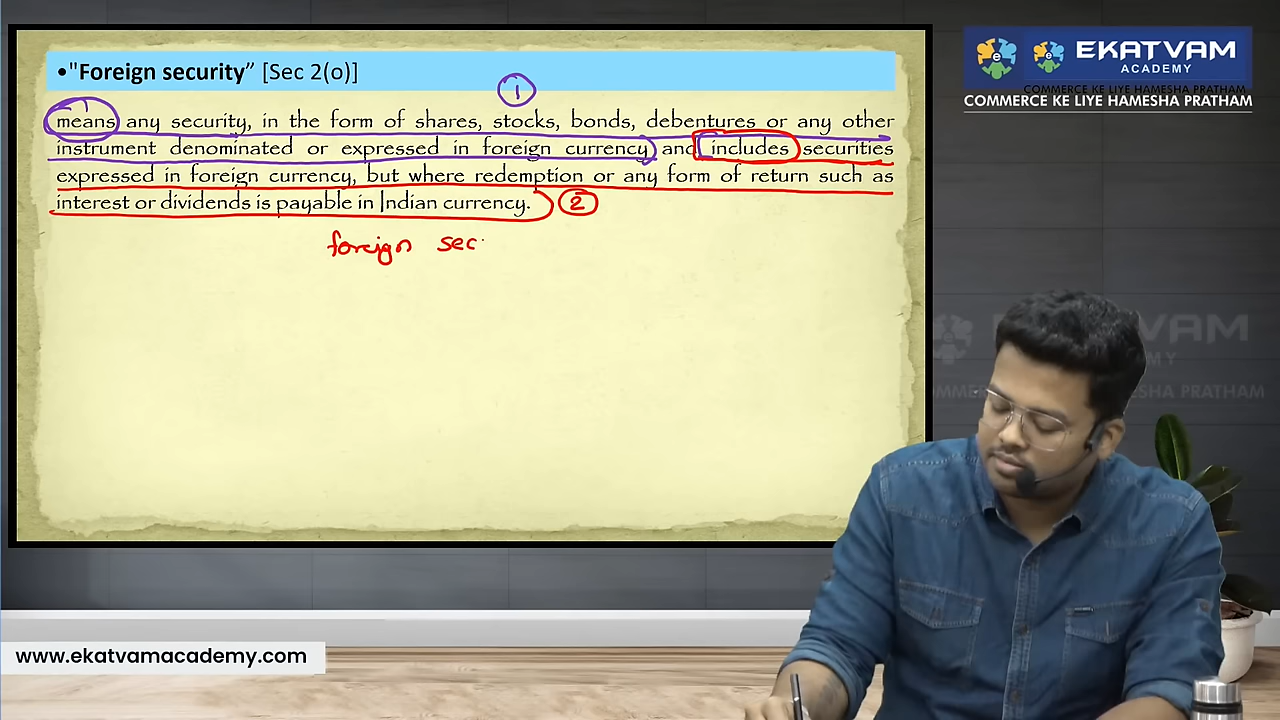 •"Foreign security” [Sec 2(o)]
1
means any security, in the form of shares, stocks, bonds, debentures or any other
instrument denominated or expressed in foreign currency) and includes securities
expressed in foreign currency, but where redemption or any form of return such as
interest or dividends is payable in Indian currency. 2
foreign sec
EKATVAM
ACADEMY
COMMERCE KE LIYE HAMESHA PRATHAM
www.ekatvamacademy.com